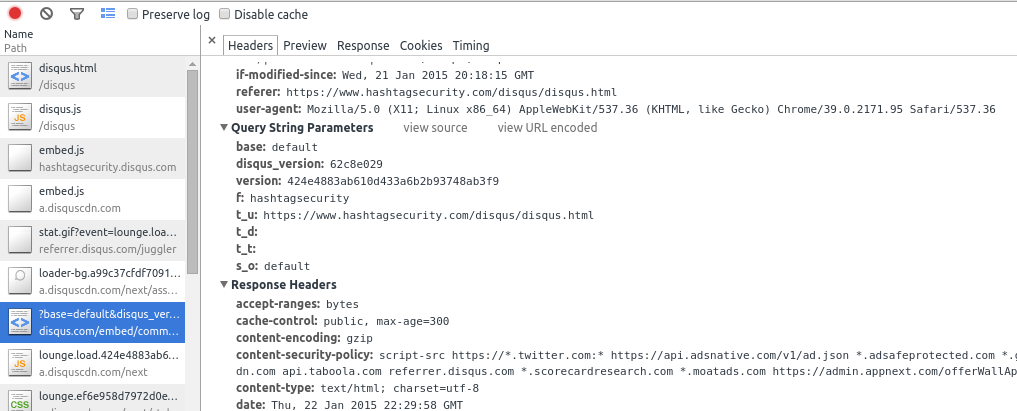 Preserve log Disable cache
Name
Path
× Headers Preview Response Cookies Timing
disqus.html
/disqus
disqus.js
/disqus
embed.js
hashtagsecurity.disqus.com
embed.js
a.disquscdn.com
stat.gif?event=lounge.loa...
referrer.disqus.com/juggler
loader-bg.a99c37cfdf7091...
a.disquscdn.com/next/ass...
?base=default&disqus_ver...
disqus.com/embed/comm...
lounge.load.424e4883ab6...
a.disquscdn.com/next
lounge.ef6e958d7972d0e...
if-modified-since: Wed, 21 Jan 2015 20:18:15 GMT
referer: https://www.hashtagsecurity.com/disqus/disqus.html
user-agent: Mozilla/5.0 (X11; Linux x86_64) AppleWebKit/537.36 (KHTML, like Gecko) Chrome/39.0.2171.95 Safari/537.36
Query String Parameters view source view URL encoded
base: default
disqus_version: 62c8e029
version: 424e4883ab610d433a6b2b93748ab3f9
f: hashtagsecurity
t_u: https://www.hashtagsecurity.com/disqus/disqus.html
t_d:
t_t:
s_o: default
Response Headers
accept-ranges: bytes
cache-control: public, max-age=300
content-encoding: gzip
content-security-policy: script-src https://*.twitter.com:* https://api.adsnative.com/v1/ad.json *.adsafeprotected.com *.g
dn.com api.taboola.com referrer.disqus.com *.scorecardresearch.com *.moatads.com https://admin.appnext.com/offerWallAp
content-type: text/html; charset=utf-8
date: Thu, 22 Jan 2015 22:29:58 GMT